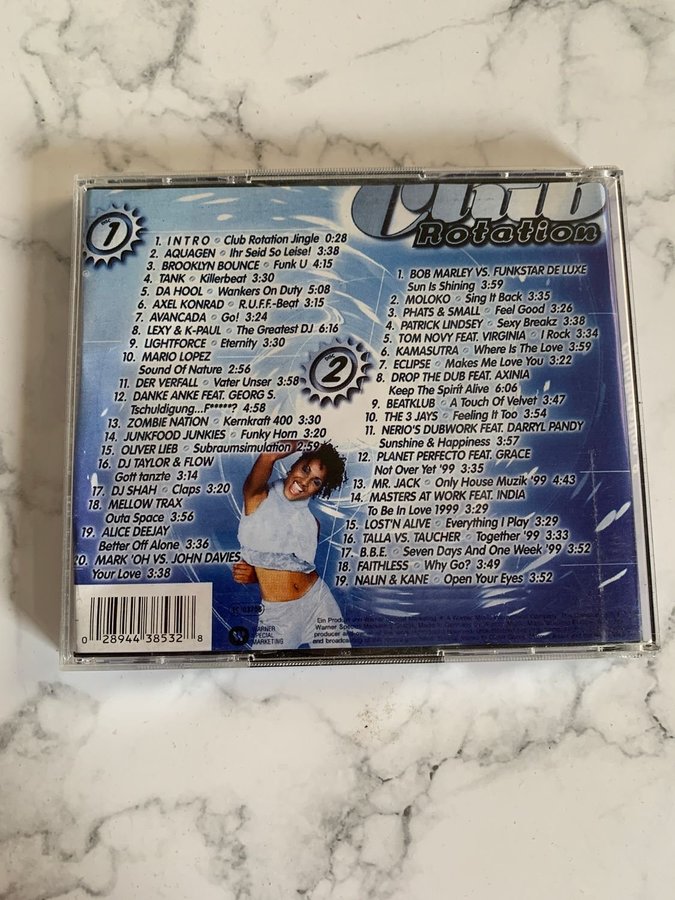 Club
Rotation
DISC
1
1. INTRO ◦ Club Rotation Jingle 0:28
2. AQUAGEN ◦ Ihr Seid So Leise! 3:38
3. BROOKLYN BOUNCE ◦ Funk U 4:15
4. TANK ◦ Killerbeat 3:30
5. DA HOOL ◦ Wankers On Duty 5:08
6. AXEL KONRAD ◦ R.U.F.F.-Beat 3:15
7. AVANCADA ◦ Go! 3:24
8. LEXY & K-PAUL ◦ The Greatest DJ 6:16
9. LIGHTFORCE ◦ Eternity 3:30
10. MARIO LOPEZ
Sound Of Nature 2:56
11. DER VERFALL ◦ Vater Unser 3:58
12. DANKE ANKE FEAT. GEORG S.
Tschuldigung...F*****? 4:58
13. ZOMBIE NATION ◦ Kernkraft 400 3:30
14. JUNKFOOD JUNKIES ◦ Funky Horn 3:20
15. OLIVER LIEB ◦ Subraumsimulation 2:59
16. DJ TAYLOR & FLOW
Gott tanzte 3:14
17. DJ SHAH ◦ Claps 3:20
18. MELLOW TRAX
Outa Space 3:56
19. ALICE DEEJAY
Better Off Alone 3:36
20. MARK 'OH VS. JOHN DAVIES
Your Love 3:38
DISC
2
1. BOB MARLEY VS. FUNKSTAR DE LUXE
Sun Is Shining 3:59
2. MOLOKO ◦ Sing It Back 3:35
3. PHATS & SMALL ◦ Feel Good 3:26
4. PATRICK LINDSEY ◦ Sexy Breakz 3:38
5. TOM NOVY FEAT. VIRGINIA ◦ I Rock 3:34
6. KAMASUTRA ◦ Where Is The Love 3:59
7. ECLIPSE ◦ Makes Me Love You 3:22
8. DROP THE DUB FEAT. AXINIA
Keep The Spirit Alive 6:06
9. BEATKLUB ◦ A Touch Of Velvet 3:47
10. THE 3 JAYS ◦ Feeling It Too 3:54
11. NERIO'S DUBWORK FEAT. DARRYL PANDY
Sunshine & Happiness 3:57
12. PLANET PERFECTO FEAT. GRACE
Not Over Yet '99 3:35
13. MR. JACK ◦ Only House Muzik '99 4:43
14. MASTERS AT WORK FEAT. INDIA
To Be In Love 1999 3:29
15. LOST'N ALIVE ◦ Everything I Play 3:29
16. TALLA VS. TAUCHER ◦ Together '99 3:33
17. B.B.E. ◦ Seven Days And One Week '99 3:52
18. FAITHLESS ◦ Why Go? 3:49
19. NALIN & KANE ◦ Open Your Eyes 3:52
0 28944 38532 8
WARNER
SPECIAL
MARKETING